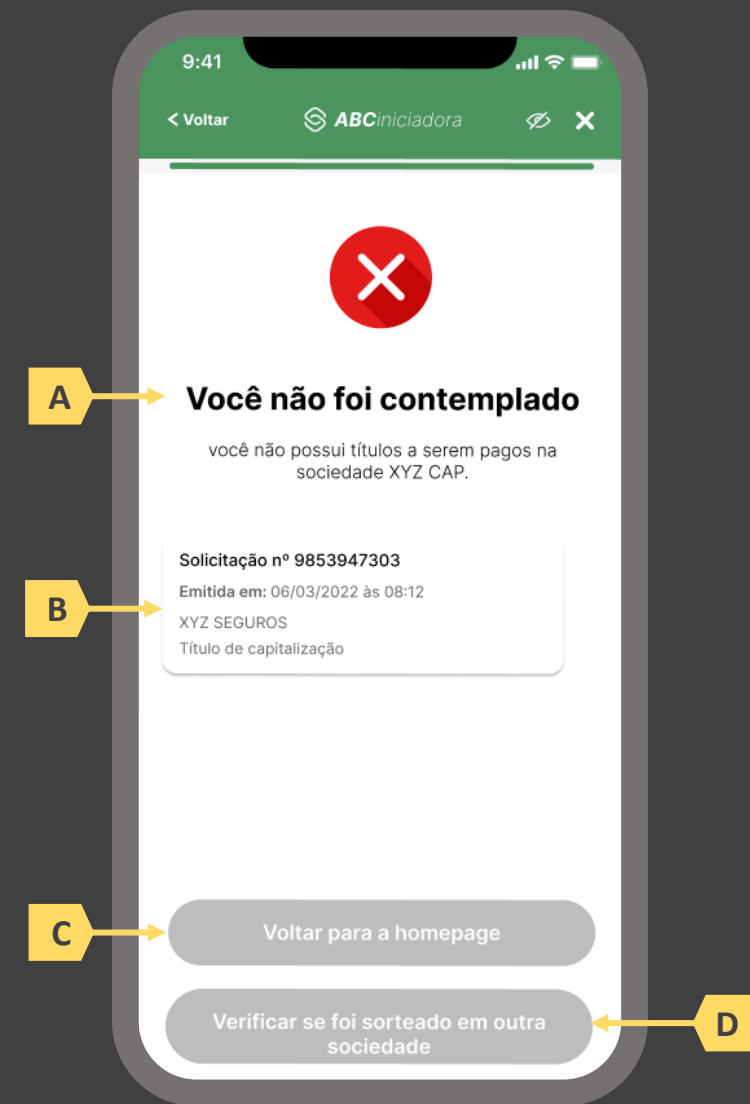 9:41
< Voltar
ABCiniciadora
A
Você não foi contemplado
você não possui títulos a serem pagos na
sociedade XYZ CAP.
Solicitação nº 9853947303
Emitida em: 06/03/2022 às 08:12
B
XYZ SEGUROS
Título de capitalização
C
Voltar para a homepage
Verificar se foi sorteado em outra
sociedade
D